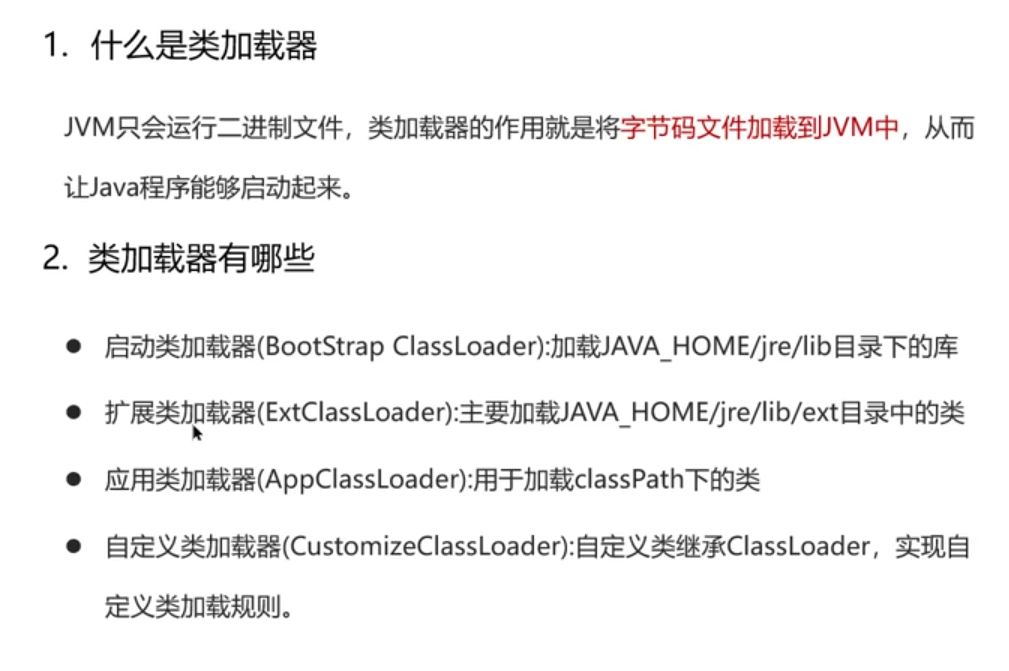 1. 什么是类加载器
JVM只会运行二进制文件，类加载器的作用就是将字节码文件加载到JVM中，从而
让Java程序能够启动起来。
2. 类加载器有哪些
● 启动类加载器(BootStrap ClassLoader):加载JAVA_HOME/jre/lib目录下的库
● 扩展类加载器(ExtClassLoader):主要加载JAVA_HOME/jre/lib/ext目录中的类
● 应用类加载器(AppClassLoader):用于加载classPath下的类
● 自定义类加载器(CustomizeClassLoader):自定义类继承ClassLoader，实现自
定义类加载规则。